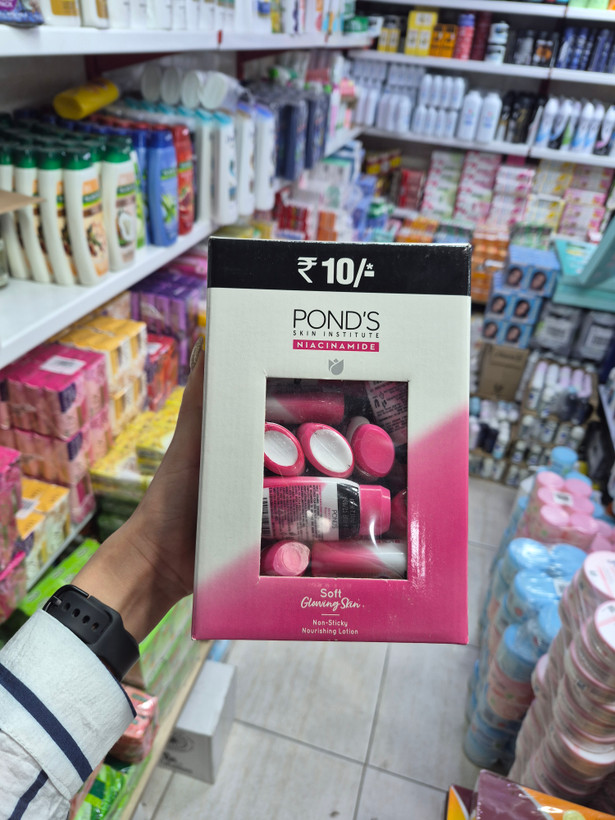 ₹ 10/-*
POND'S
SKIN INSTITUTE
NIACINAMIDE
Soft
Glowing Skin.
Non-Sticky
Nourishing Lotion